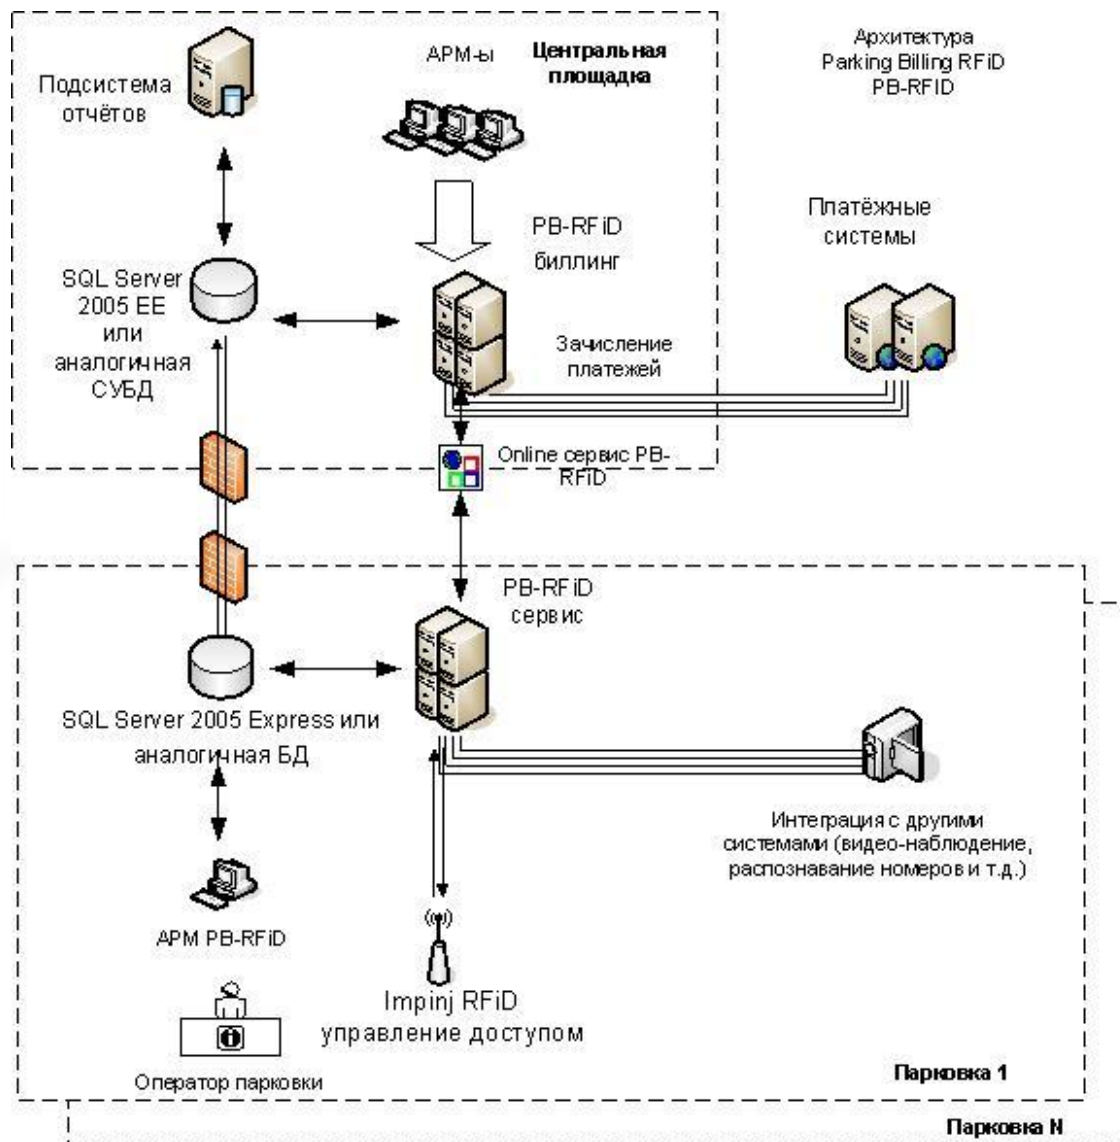 Подсистема
отчётов
АРМ-ы
Центральная
площадка
Архитектура
Parking Billing RFiD
PB-RFID
PB-RFiD
биллинг
Платёжные
системы
SQL Server
2005 EE
или
аналогичная
СУБД
Зачисление
платежей
Online сервис PB-
RFiD
PB-RFiD
сервис
SQL Server 2005 Express или
аналогичная БД
Интеграция с другими
системами (видео-наблюдение,
распознавание номеров и т.д.)
АРМ PB-RFiD
Impinj RFiD
управление доступом
Оператор парковки
Парковка 1
Парковка N